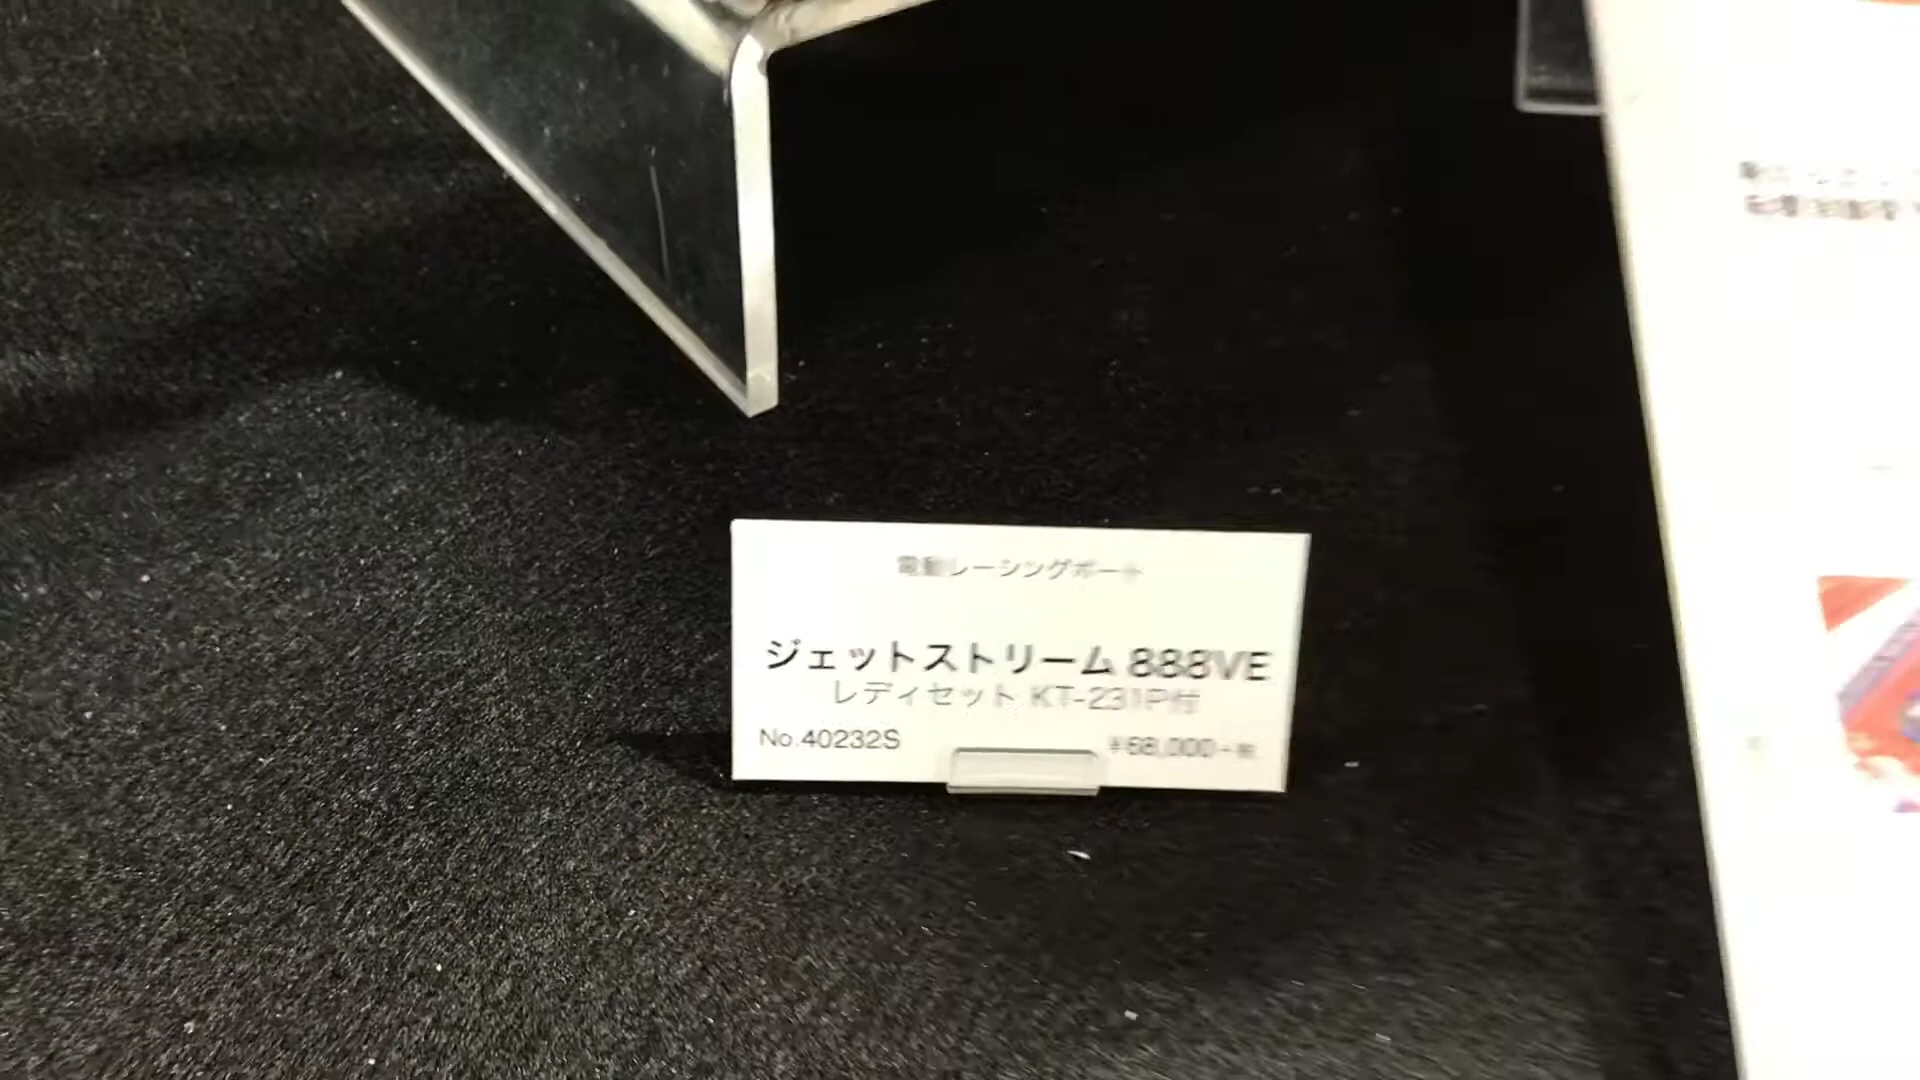 電動レーシングボート
ジェットストリーム 888VE
レディセット KT-231P付
No.40232S
¥68,000+税